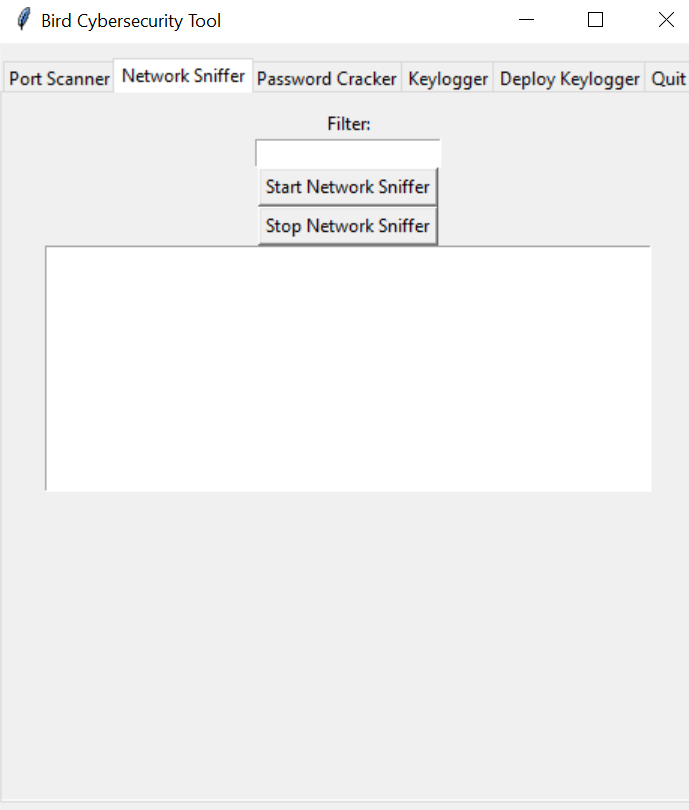 Bird Cybersecurity Tool
Port Scanner Network Sniffer Password Cracker Keylogger Deploy Keylogger Quit
Filter:
Start Network Sniffer
Stop Network Sniffer